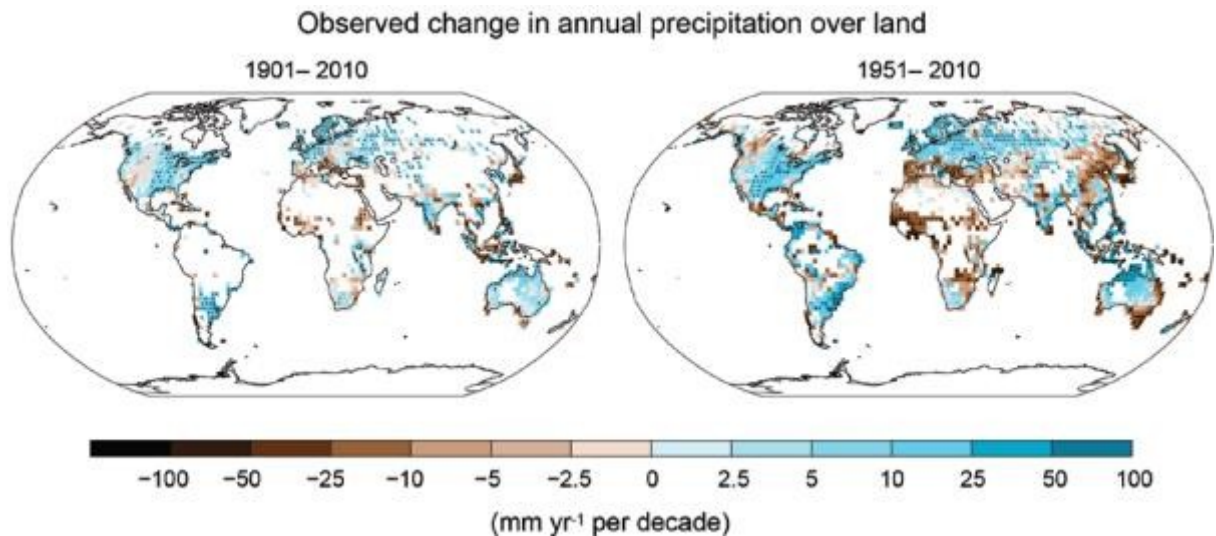 Observed change in annual precipitation over land
1901– 2010
1951– 2010
−100 −50 −25 −10 −5 −2.5 0 2.5 5 10 25 50 100
(mm yr⁻¹ per decade)